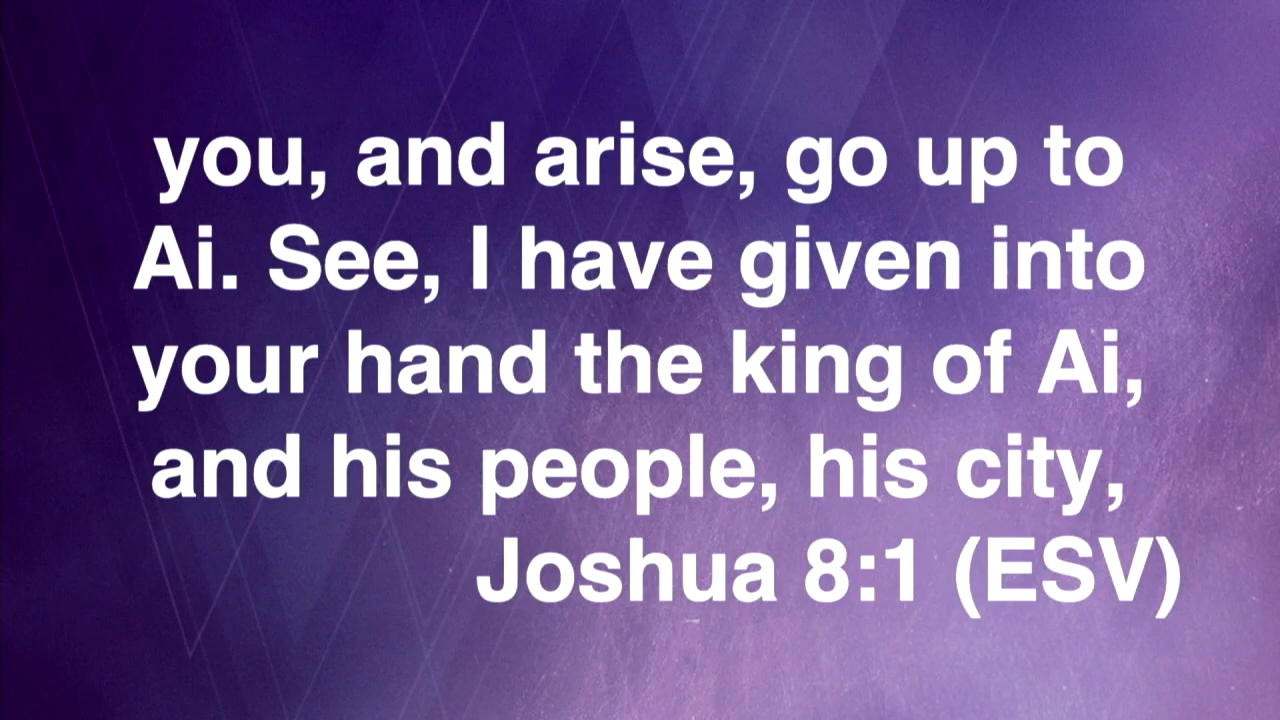 you, and arise, go up to
Ai. See, I have given into
your hand the king of Ai,
and his people, his city,
Joshua 8:1 (ESV)